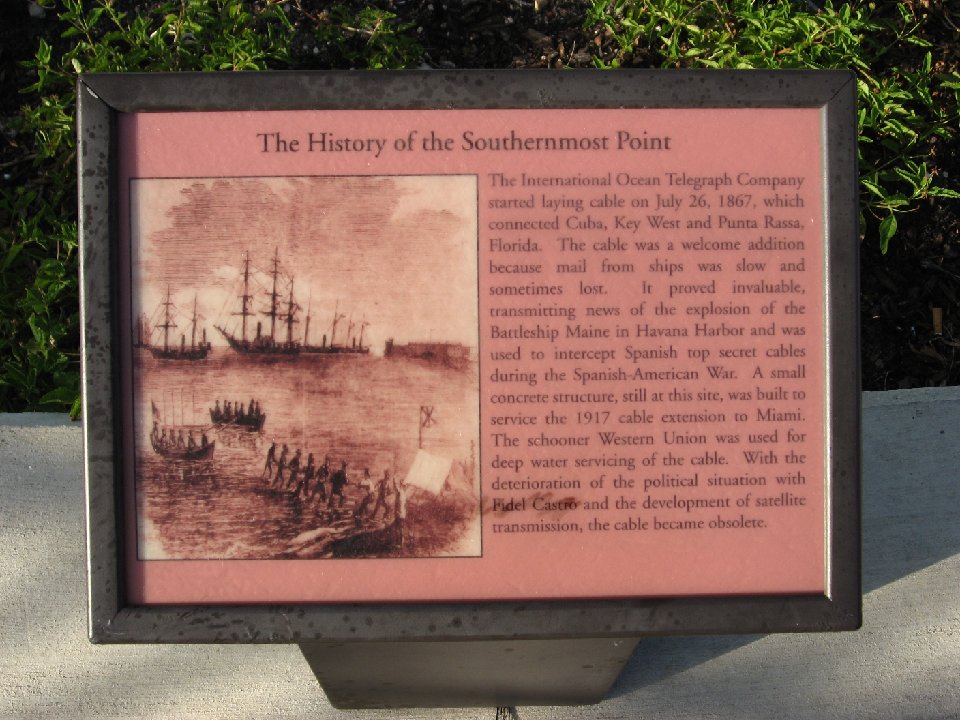 The History of the Southernmost Point
The International Ocean Telegraph Company
started laying cable on July 26, 1867, which
connected Cuba, Key West and Punta Rassa,
Florida. The cable was a welcome addition
because mail from ships was slow and
sometimes lost. It proved invaluable,
transmitting news of the explosion of the
Battleship Maine in Havana Harbor and was
used to intercept Spanish top secret cables
during the Spanish-American War. A small
concrete structure, still at this site, was built to
service the 1917 cable extension to Miami.
The schooner Western Union was used for
deep water servicing of the cable. With the
deterioration of the political situation with
Fidel Castro and the development of satellite
transmission, the cable became obsolete.